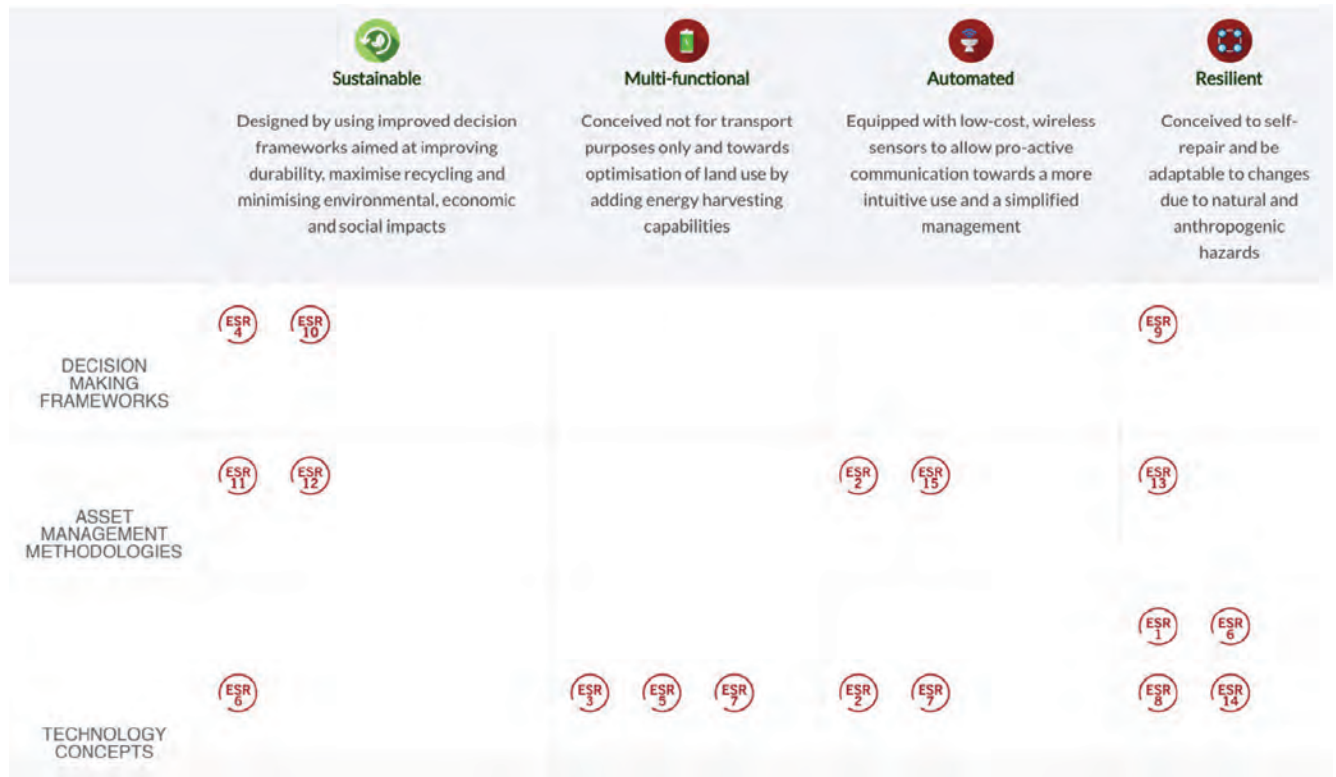 Sustainable
Designed by using improved decision
frameworks aimed at improving
durability, maximise recycling and
minimising environmental, economic
and social impacts
Multi-functional
Conceived not for transport
purposes only and towards
optimisation of land use by
adding energy harvesting
capabilities
Automated
Equipped with low-cost, wireless
sensors to allow pro-active
communication towards a more
intuitive use and a simplified
management
Resilient
Conceived to self-
repair and be
adaptable to changes
due to natural and
anthropogenic
hazards
DECISION
MAKING
FRAMEWORKS
ESR
4
ESR
10
ESR
9
ASSET
MANAGEMENT
METHODOLOGIES
ESR
11
ESR
12
ESR
2
ESR
15
ESR
13
TECHNOLOGY
CONCEPTS
ESR
6
ESR
3
ESR
5
ESR
7
ESR
2
ESR
7
ESR
1
ESR
6
ESR
8
ESR
14